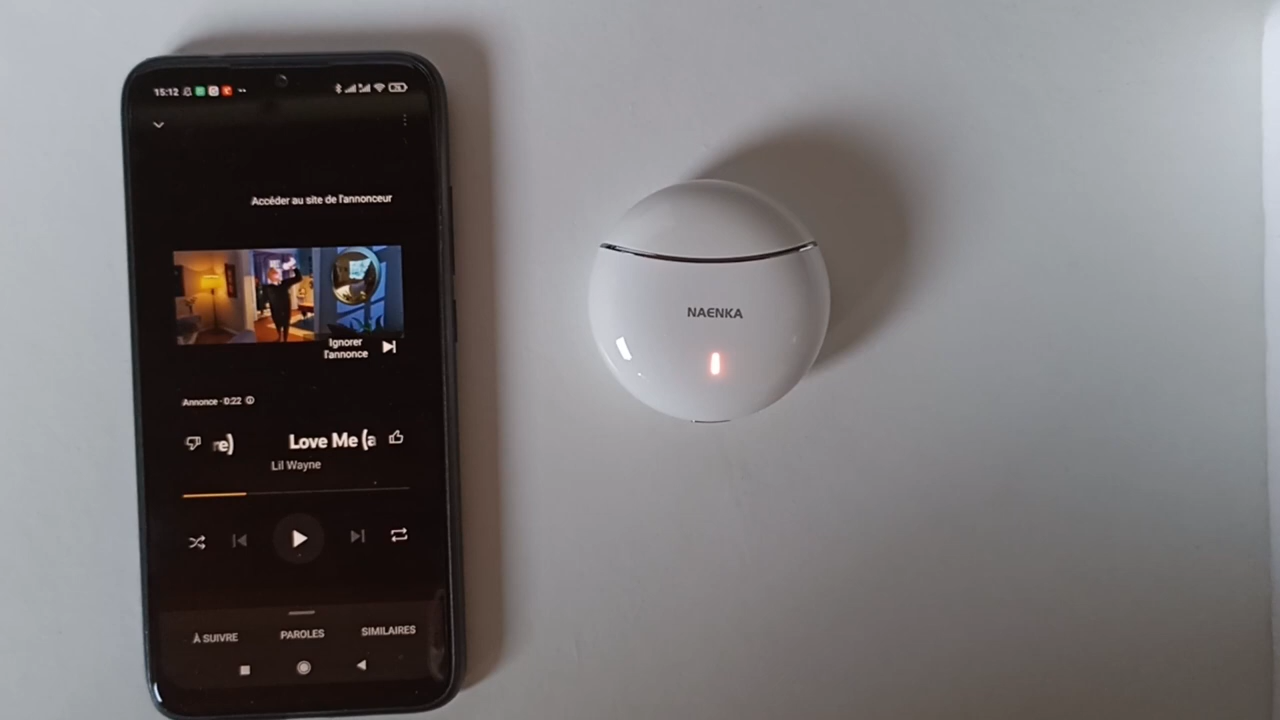 15:12
Accéder au site de l'annonceur
Ignorer
l'annonce
Annonce · 0:22
re) Love Me (a
Lil Wayne
À SUIVRE PAROLES SIMILAIRES
NAENKA